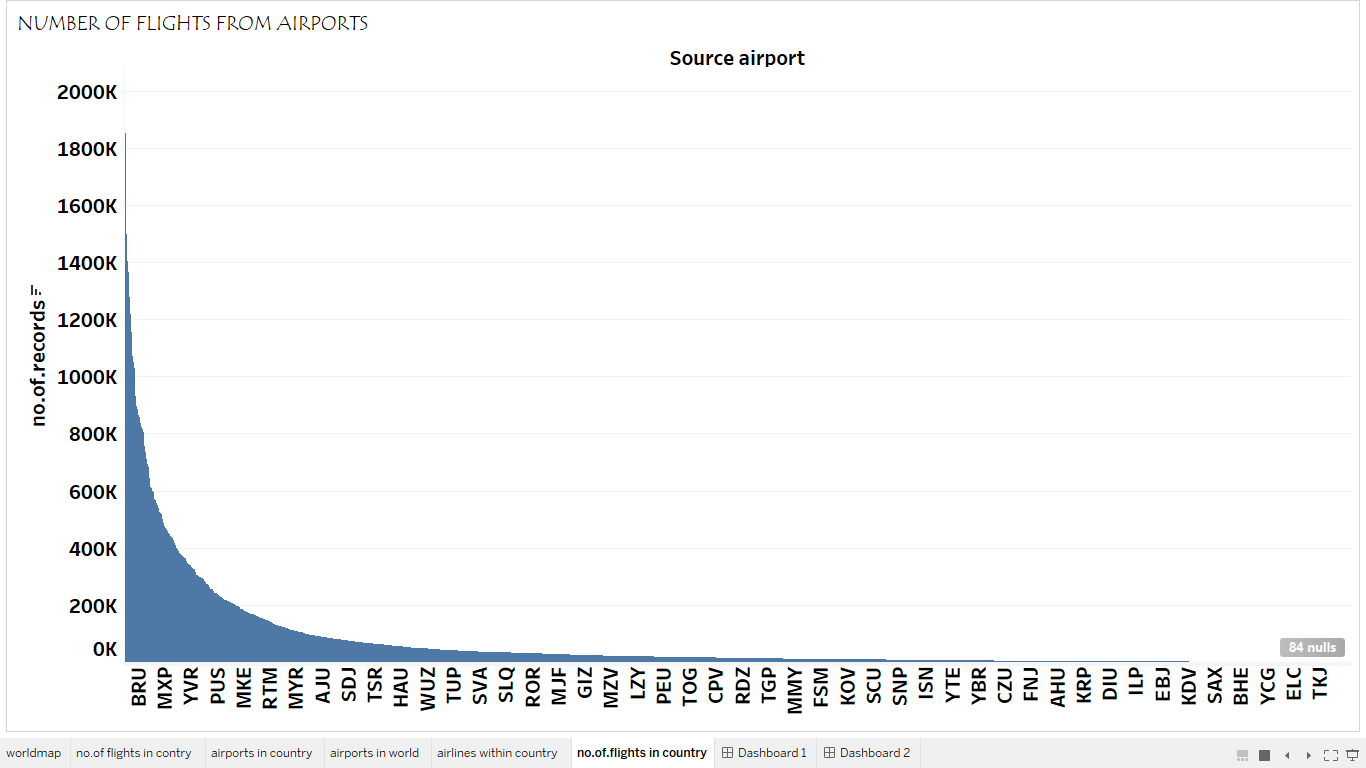 NUMBER OF FLIGHTS FROM AIRPORTS
Source airport
2000K
1800K
1600K
1400K
1200K
1000K
800K
600K
400K
200K
0K
no.of.records
84 nulls
BRU MXP YVR PUS MKE RTM MYR AJU SDJ TSR HAU WUZ TUP SVA SLQ ROR MJF GIZ MZV LZY PEU TOG CPV RDZ TGP MMY FSM KOV SCU SNP ISN YTE YBR CZU FNJ AHU KRP DIU ILP EBJ KDV SAX BHE YCG ELC TKJ
worldmap no.of flights in contry airports in country airports in world airlines within country no.of.flights in country Dashboard 1 Dashboard 2